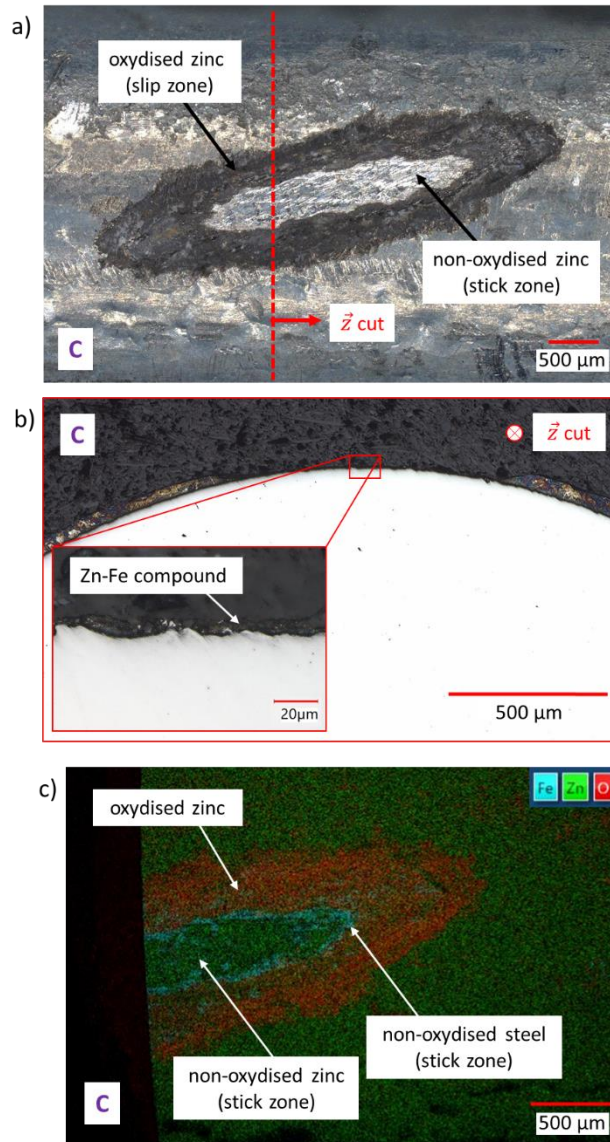 a)
oxydised zinc
(slip zone)
non-oxydised zinc
(stick zone)
z⃗ cut
C
500 µm
b)
C
z⃗ cut
Zn-Fe compound
20µm
500 µm
c)
Fe Zn O
oxydised zinc
non-oxydised steel
(stick zone)
non-oxydised zinc
(stick zone)
C
500 µm